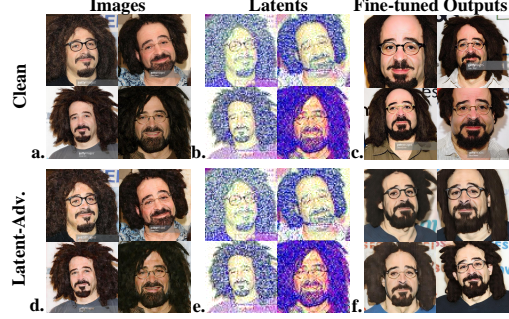 Images Latents Fine-tuned Outputs
Clean
a. b. c.
Latent-Adv.
d. e. f.